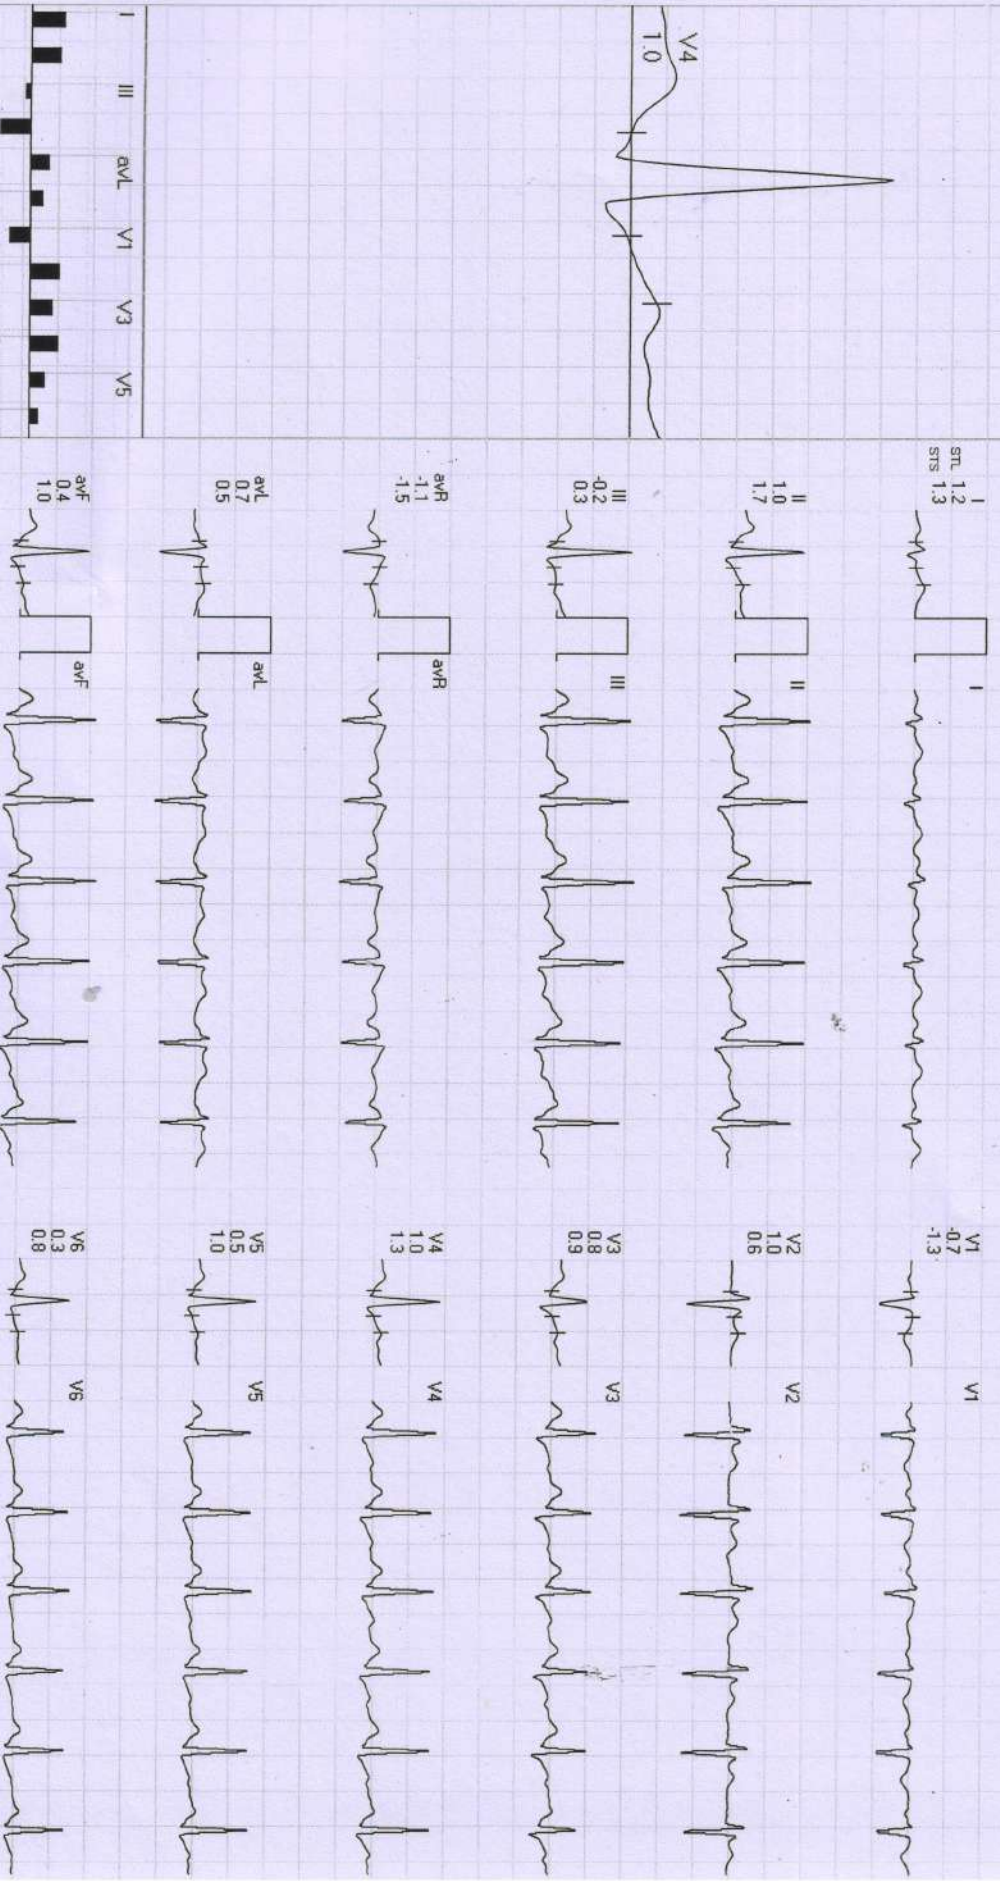 V4
1.0
I III avL V1 V3 V5
I
STL 1.2
STS 1.3
I
II
1.0
1.7
II
III
-0.2
0.3
III
avR
-1.1
-1.5
avR
avL
0.7
0.5
avL
avF
0.4
1.0
avF
V1
-0.7
-1.3
V1
V2
1.0
0.6
V2
V3
0.8
0.9
V3
V4
1.0
1.3
V4
V5
0.5
1.0
V5
V6
0.3
0.8
V6